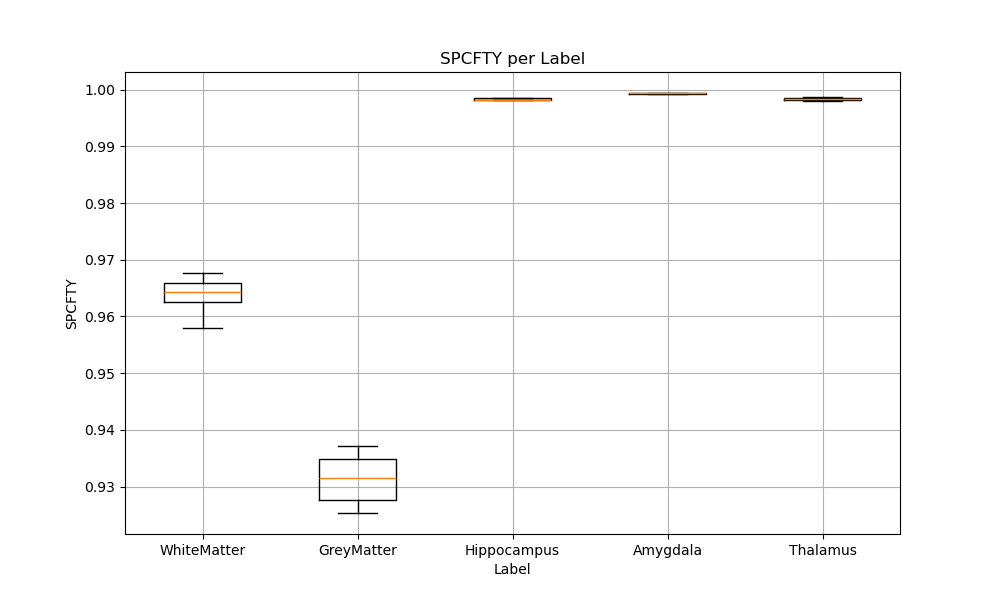 SPCFTY per Label
1.00
0.99
0.98
0.97
0.96
0.95
0.94
0.93
SPCFTY
WhiteMatter GreyMatter Hippocampus Amygdala Thalamus
Label